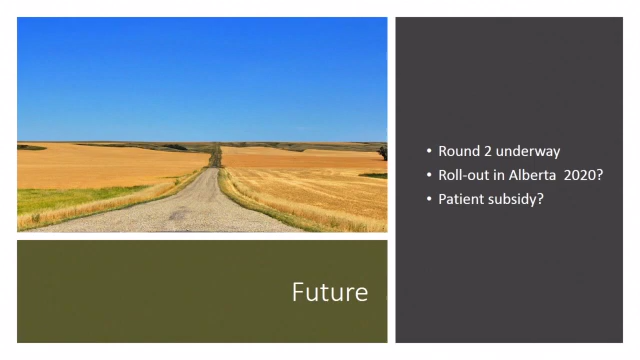 Future
• Round 2 underway
• Roll-out in Alberta 2020?
• Patient subsidy?